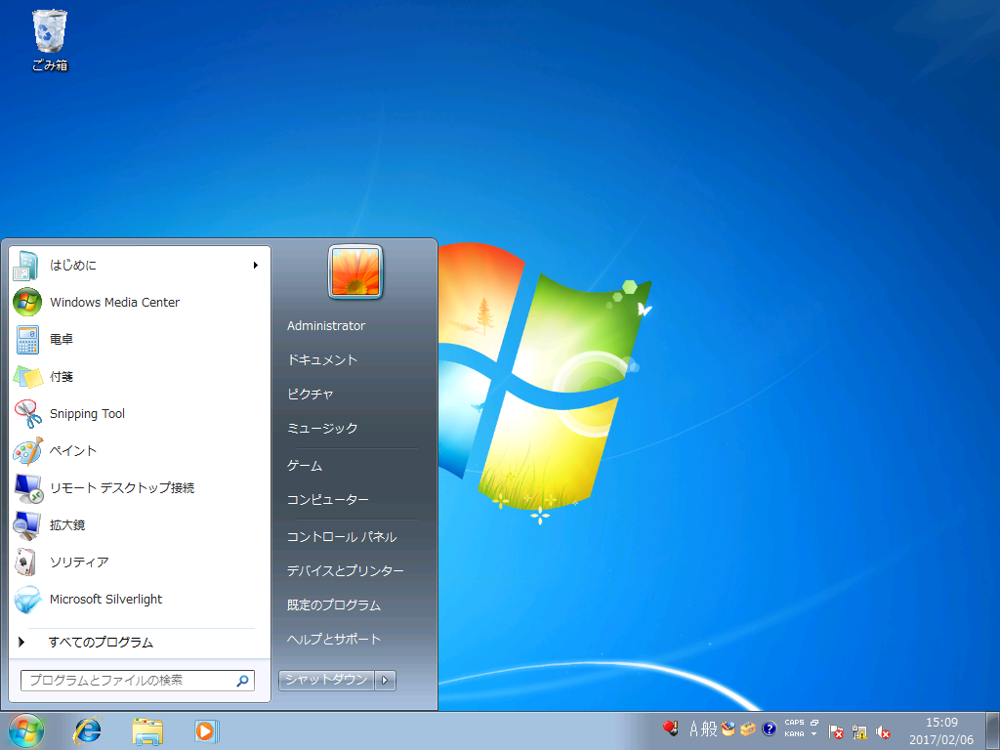 ごみ箱
はじめに
Windows Media Center
電卓
付箋
Snipping Tool
ペイント
リモート デスクトップ接続
拡大鏡
ソリティア
Microsoft Silverlight
すべてのプログラム
プログラムとファイルの検索
Administrator
ドキュメント
ピクチャ
ミュージック
ゲーム
コンピューター
コントロール パネル
デバイスとプリンター
既定のプログラム
ヘルプとサポート
シャットダウン
A 般
CAPS
KANA
15:09
2017/02/06